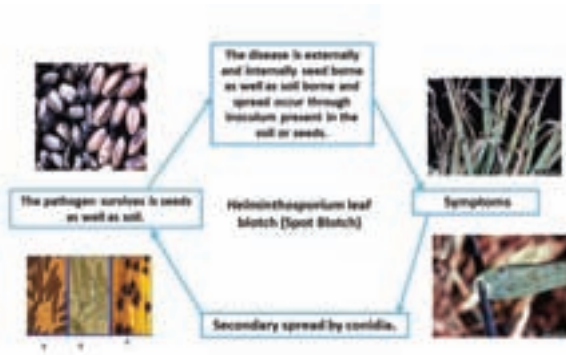 The disease is externally
and internally seed borne
as well as soil borne and
spread occur through
inoculum present in the
soil or seeds.
The pathogen survives is seeds
as well as soil.
Helminthosporium leaf
blotch (Spot Blotch)
Symptoms
Secondary spread by conidia.